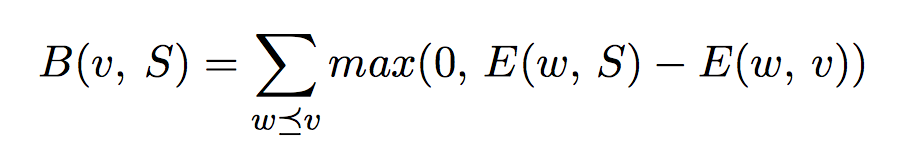 B(v, S) = ∑ max(0, E(w, S) − E(w, v))
w⪯v